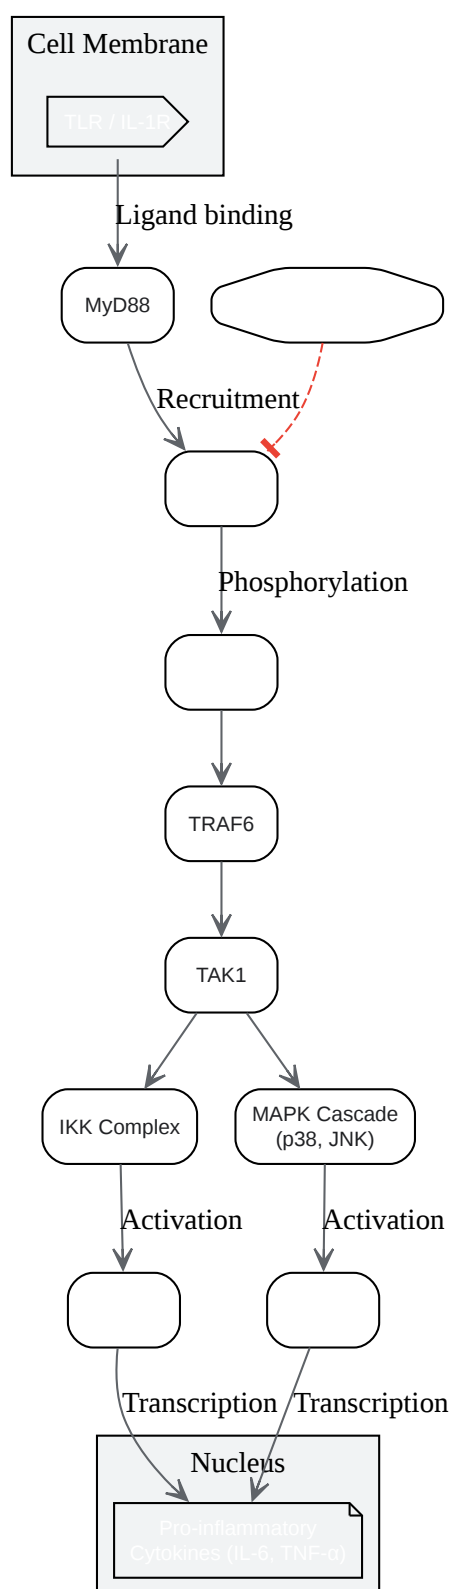 Cell Membrane
TLR / IL-1R
Ligand binding
MyD88
Recruitment
Phosphorylation
TRAF6
TAK1
IKK Complex
MAPK Cascade
(p38, JNK)
Activation
Activation
Transcription
Transcription
Nucleus
Pro-inflammatory
Cytokines (IL-6, TNF-α)